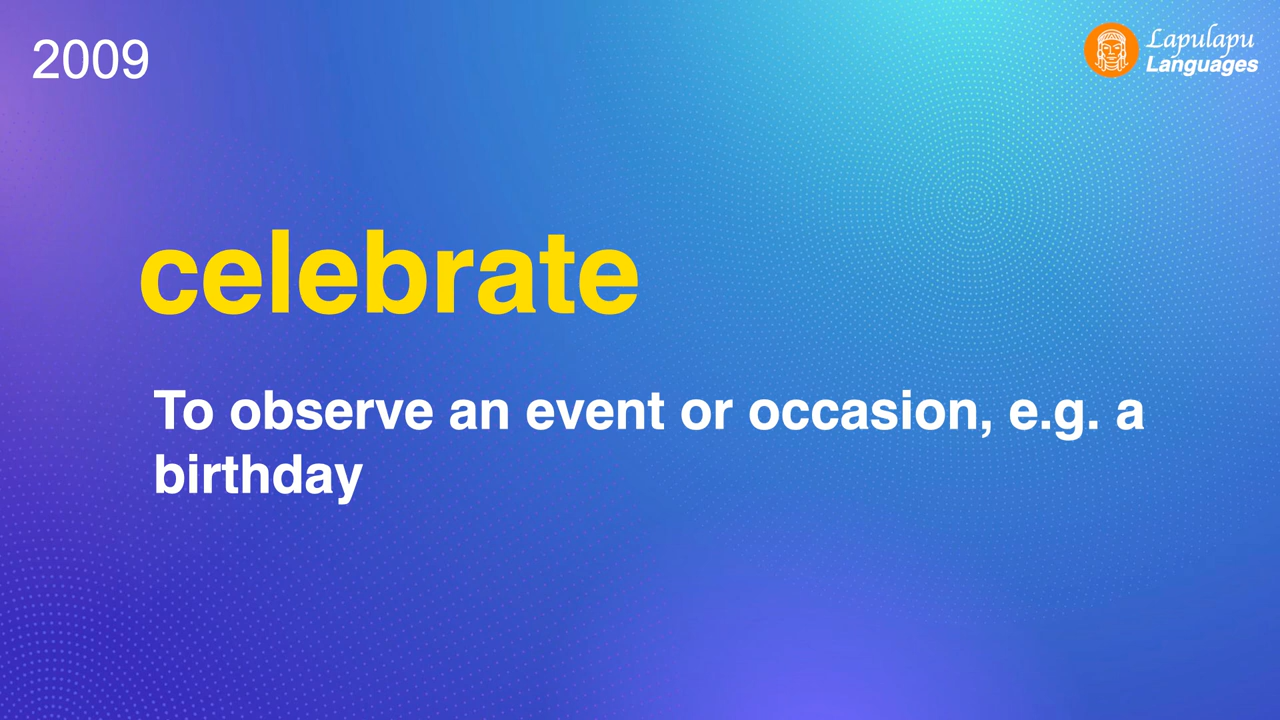 2009
Lapulapu
Languages
celebrate
To observe an event or occasion, e.g. a
birthday